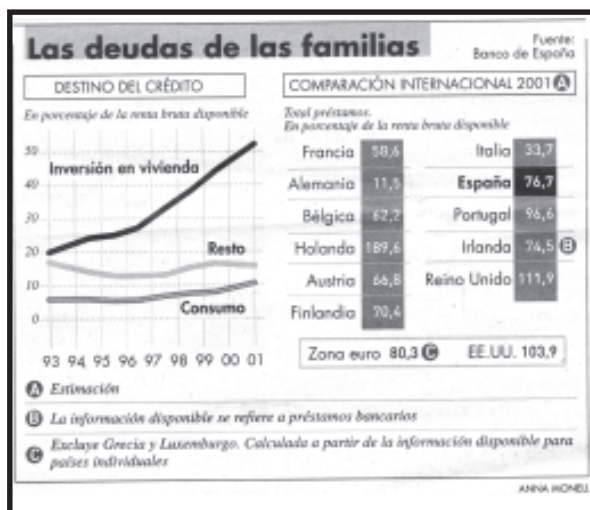 Las deudas de las familias
Fuente:
Banco de España
DESTINO DEL CRÉDITO
En porcentaje de la renta bruta disponible
50
40
30
20
10
0
Inversión en vivienda
Resto
Consumo
93 94 95 96 97 98 99 00 01
COMPARACIÓN INTERNACIONAL 2001 A
Total préstamos.
En porcentaje de la renta bruta disponible
Francia 58,6
Alemania 11,5
Bélgica 62,2
Holanda 189,6
Austria 66,8
Finlandia 70,4
Italia 33,7
España 76,7
Portugal 96,6
Irlanda 74,5 B
Reino Unido 111,9
Zona euro 80,3 C EE.UU. 103,9
A Estimación
B La información disponible se refiere a préstamos bancarios
C Excluye Grecia y Luxemburgo. Calculada a partir de la información disponible para
países individuales
ANNA MONELL